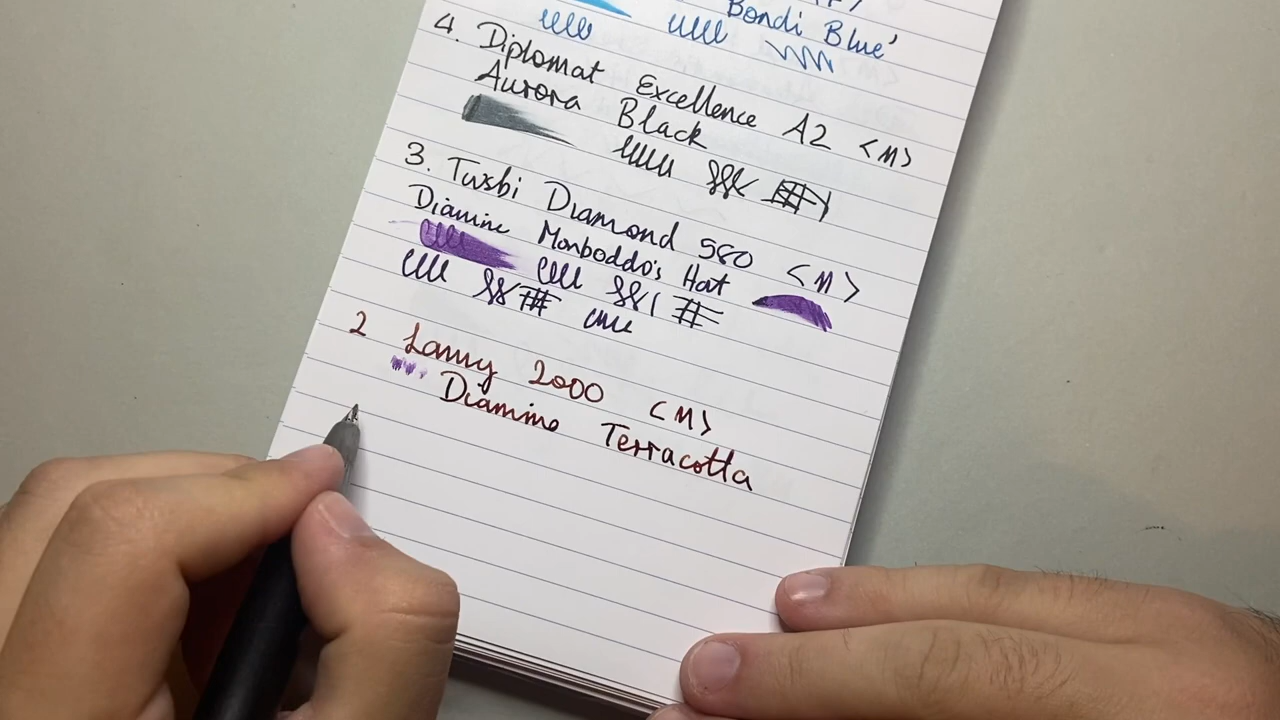 Bondi Blue'
4. Diplomat Excellence A2 <M>
Aurora Black
3. Twsbi Diamond 580 <M>
Diamine Monboddo's Hat
2 Lamy 2000 <M>
Diamine Terracotta